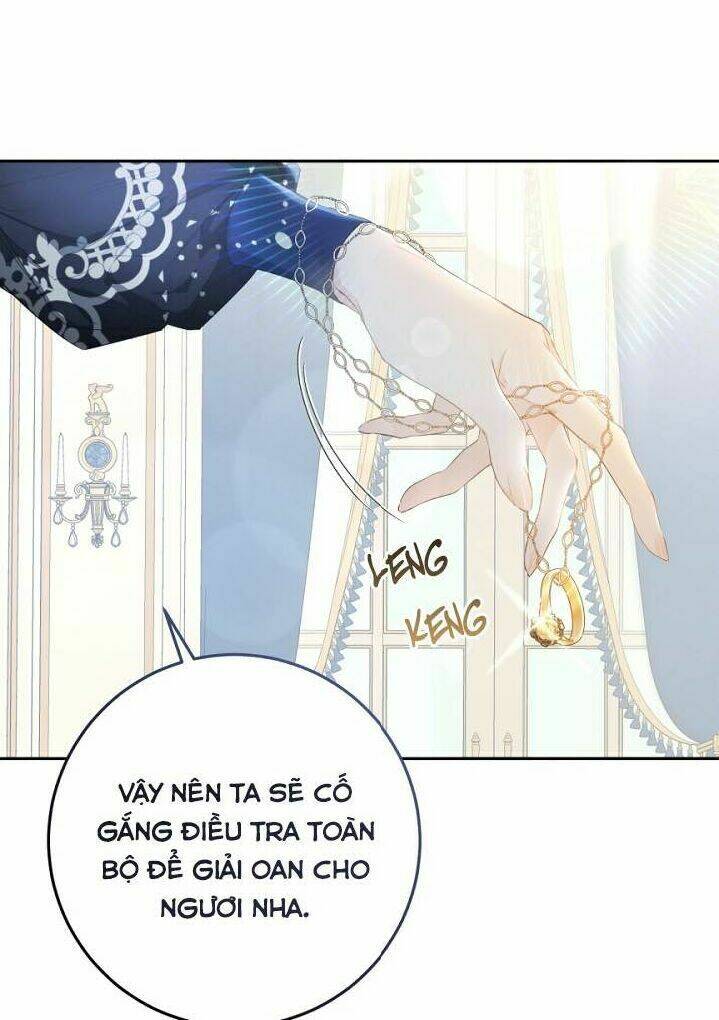 LENG
KENG
VẬY NÊN TA SẼ CỐ
GẮNG ĐIỀU TRA TOÀN
BỘ ĐỂ GIẢI OAN CHO
NGƯƠI NHA.